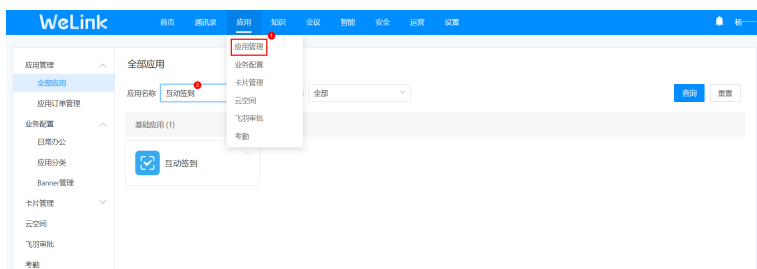 WeLink 首页 通讯录 应用 知识 会议 智能 安全 运营 设置 杨
1
应用管理
业务配置
卡片管理
云空间
飞羽审批
考勤
应用管理
全部应用
应用订单管理
业务配置
日常办公
应用分类
Banner管理
卡片管理
云空间
飞羽审批
考勤
全部应用
2
应用名称 互动签到 : 全部 查询 重置
基础应用 (1)
互动签到 ...